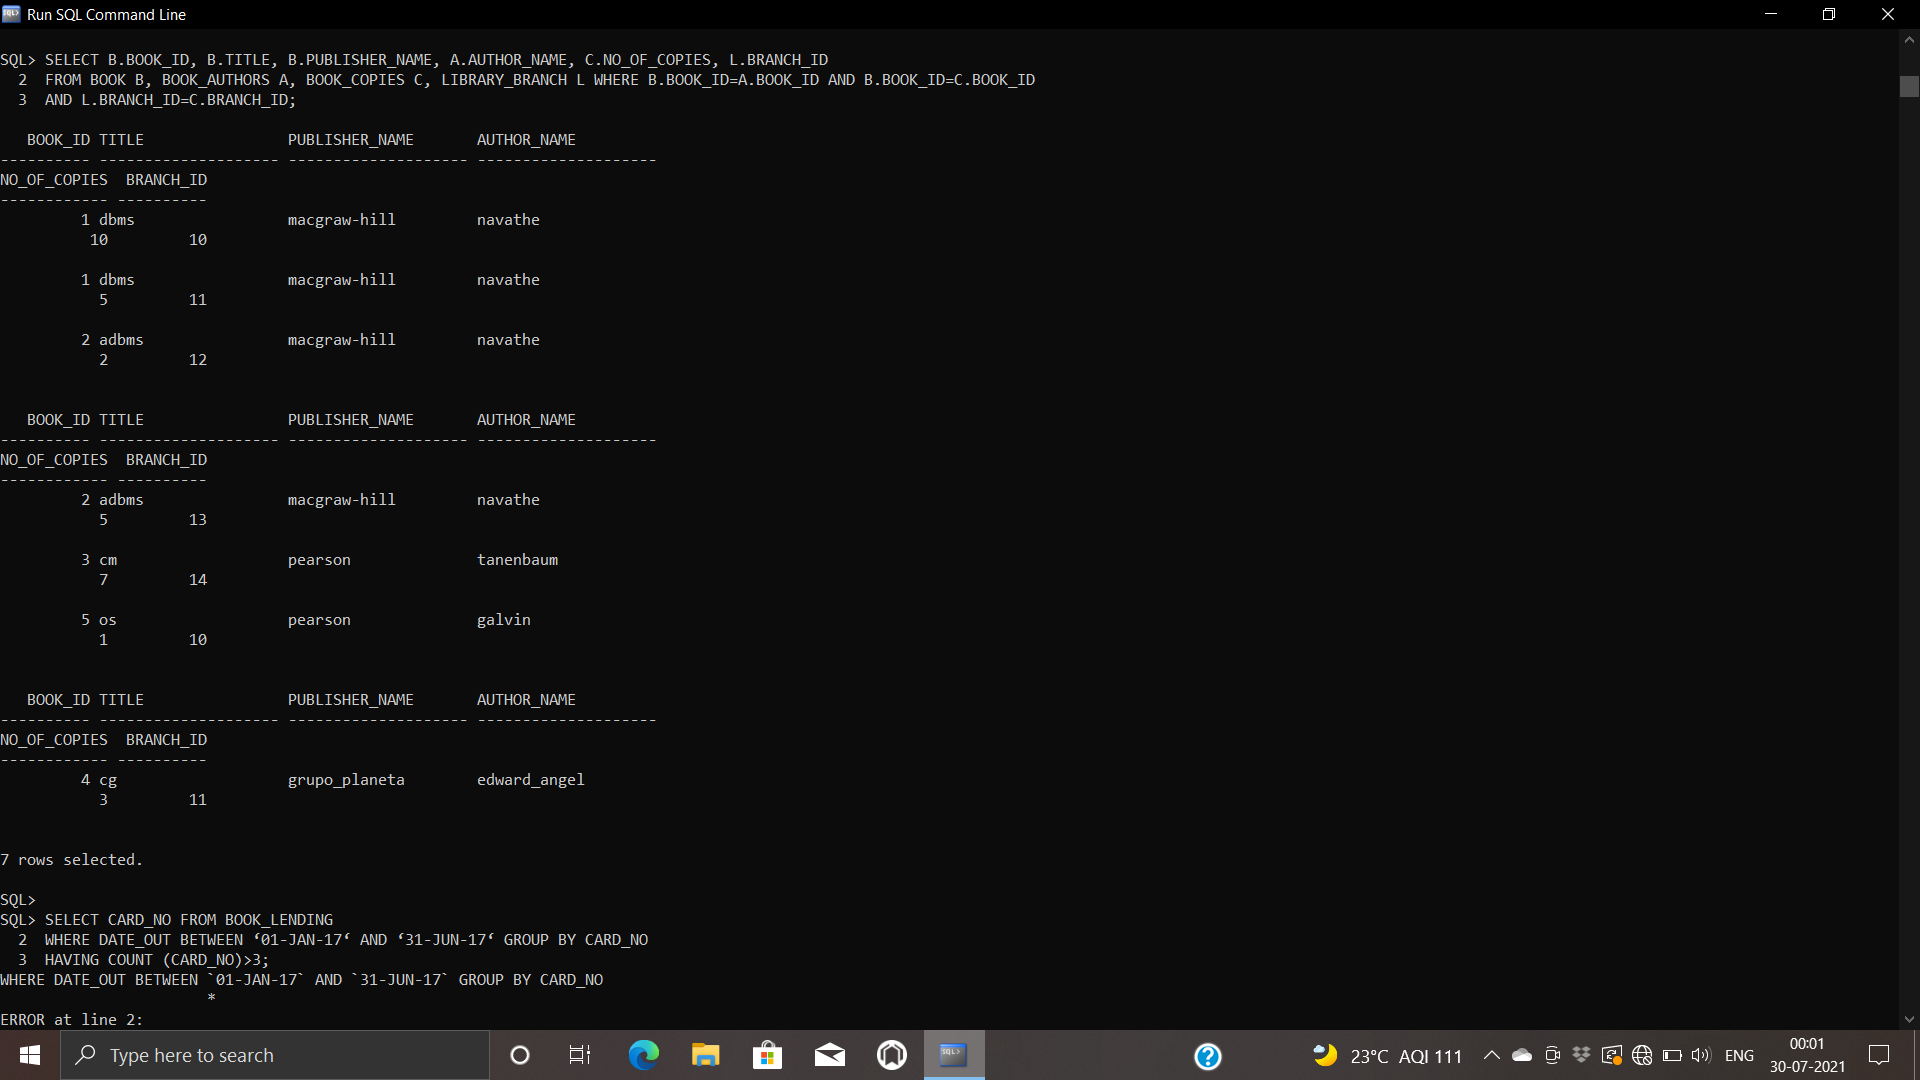 Run SQL Command Line
SQL> SELECT B.BOOK_ID, B.TITLE, B.PUBLISHER_NAME, A.AUTHOR_NAME, C.NO_OF_COPIES, L.BRANCH_ID
  2  FROM BOOK B, BOOK_AUTHORS A, BOOK_COPIES C, LIBRARY_BRANCH L WHERE B.BOOK_ID=A.BOOK_ID AND B.BOOK_ID=C.BOOK_ID
  3  AND L.BRANCH_ID=C.BRANCH_ID;
   BOOK_ID TITLE                PUBLISHER_NAME       AUTHOR_NAME
---------- -------------------- -------------------- --------------------
NO_OF_COPIES  BRANCH_ID
------------ ----------
         1 dbms                 macgraw-hill         navathe
          10         10
         1 dbms                 macgraw-hill         navathe
           5         11
         2 adbms                macgraw-hill         navathe
           2         12
   BOOK_ID TITLE                PUBLISHER_NAME       AUTHOR_NAME
---------- -------------------- -------------------- --------------------
NO_OF_COPIES  BRANCH_ID
------------ ----------
         2 adbms                macgraw-hill         navathe
           5         13
         3 cm                   pearson              tanenbaum
           7         14
         5 os                   pearson              galvin
           1         10
   BOOK_ID TITLE                PUBLISHER_NAME       AUTHOR_NAME
---------- -------------------- -------------------- --------------------
NO_OF_COPIES  BRANCH_ID
------------ ----------
         4 cg                   grupo_planeta        edward_angel
           3         11
7 rows selected.
SQL>
SQL> SELECT CARD_NO FROM BOOK_LENDING
  2  WHERE DATE_OUT BETWEEN ‘01-JAN-17‘ AND ‘31-JUN-17‘ GROUP BY CARD_NO
  3  HAVING COUNT (CARD_NO)>3;
WHERE DATE_OUT BETWEEN `01-JAN-17` AND `31-JUN-17` GROUP BY CARD_NO
                       *
ERROR at line 2:
Type here to search
23°C AQI 111
ENG
00:01
30-07-2021